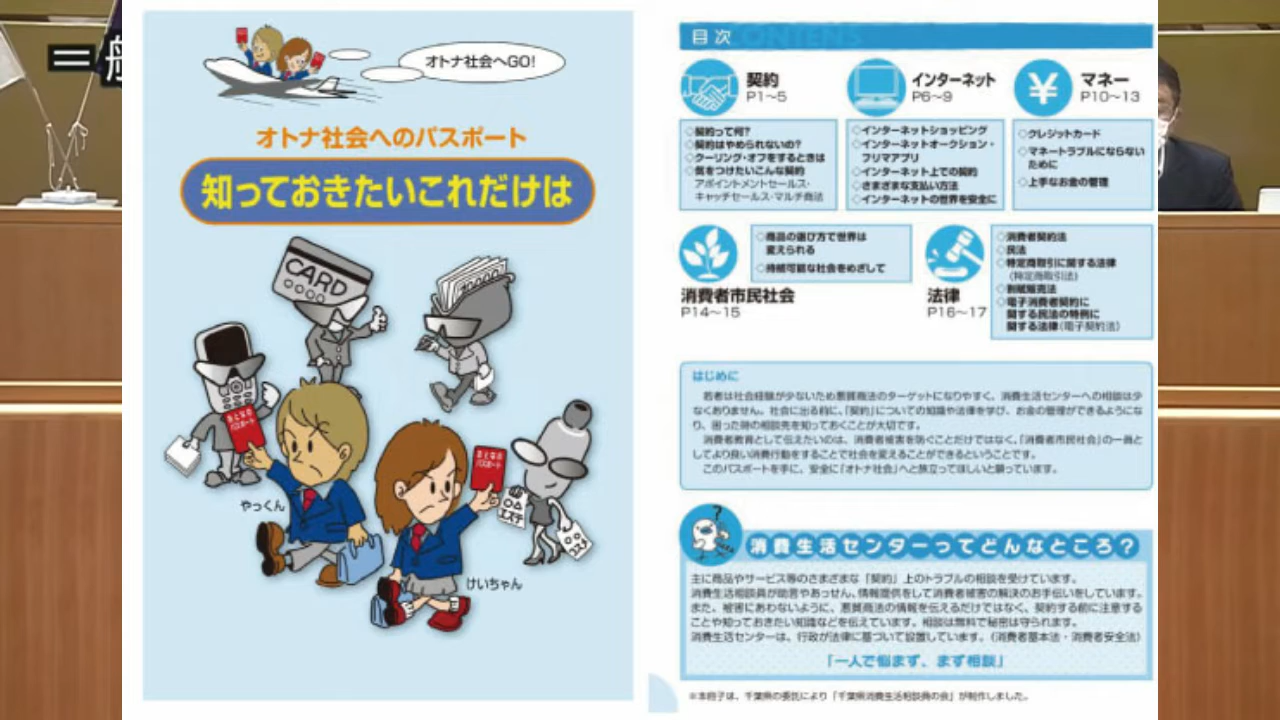 オトナ社会へGO!
オトナ社会へのパスポート
知っておきたいこれだけは
CARD
おとなの
パスポート
やっくん
おとなの
パスポート
けいちゃん
○△
エステ
コスメ
目次 CONTENTS
契約
P1～5
◇契約って何?
◇契約はやめられないの?
◇クーリング・オフをするときは
◇気をつけたいこんな契約
アポイントメントセールス・
キャッチセールス・マルチ商法
インターネット
P6～9
◇インターネットショッピング
◇インターネットオークション・
フリマアプリ
◇インターネット上での契約
◇さまざまな支払い方法
◇インターネットの世界を安全に
マネー
P10～13
◇クレジットカード
◇マネートラブルにならない
ために
◇上手なお金の管理
消費者市民社会
P14～15
◇商品の選び方で世界は
変えられる
◇持続可能な社会をめざして
法律
P16～17
◇消費者契約法
◇民法
◇特定商取引に関する法律
(特定商取引法)
◇割賦販売法
◇電子消費者契約に
関する民法の特例に
関する法律(電子契約法)
はじめに
若者は社会経験が少ないため悪質商法のターゲットになりやすく、消費生活センターへの相談は少
なくありません。社会に出る前に、「契約」についての知識や法律を学び、お金の管理ができるようにな
り、困った時の相談先を知っておくことが大切です。
消費者教育として伝えたいのは、消費者被害を防ぐことだけではなく、「消費者市民社会」の一員と
してより良い消費行動をすることで社会を変えることができるということです。
このパスポートを手に、安全に「オトナ社会」へと旅立ってほしいと願っています。
?
消費生活センターってどんなところ?
主に商品やサービス等のさまざまな「契約」上のトラブルの相談を受けています。
消費生活相談員が助言やあっせん、情報提供をして消費者被害の解決のお手伝いをしています。
また、被害にあわないように、悪質商法の情報を伝えるだけではなく、契約する前に注意する
ことや知っておきたい知識などを伝えています。相談は無料で秘密は守られます。
消費生活センターは、行政が法律に基づいて設置しています。(消費者基本法・消費者安全法)
「一人で悩まず、まず相談」
※本冊子は、千葉県の委託により「千葉県消費生活相談員の会」が制作しました。